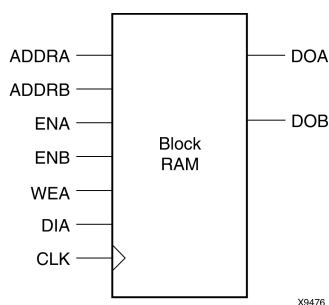 ADDRA
DOA
ADDRB
ENA
DOB
ENB
Block
RAM
WEA
DIA
CLK
X9476